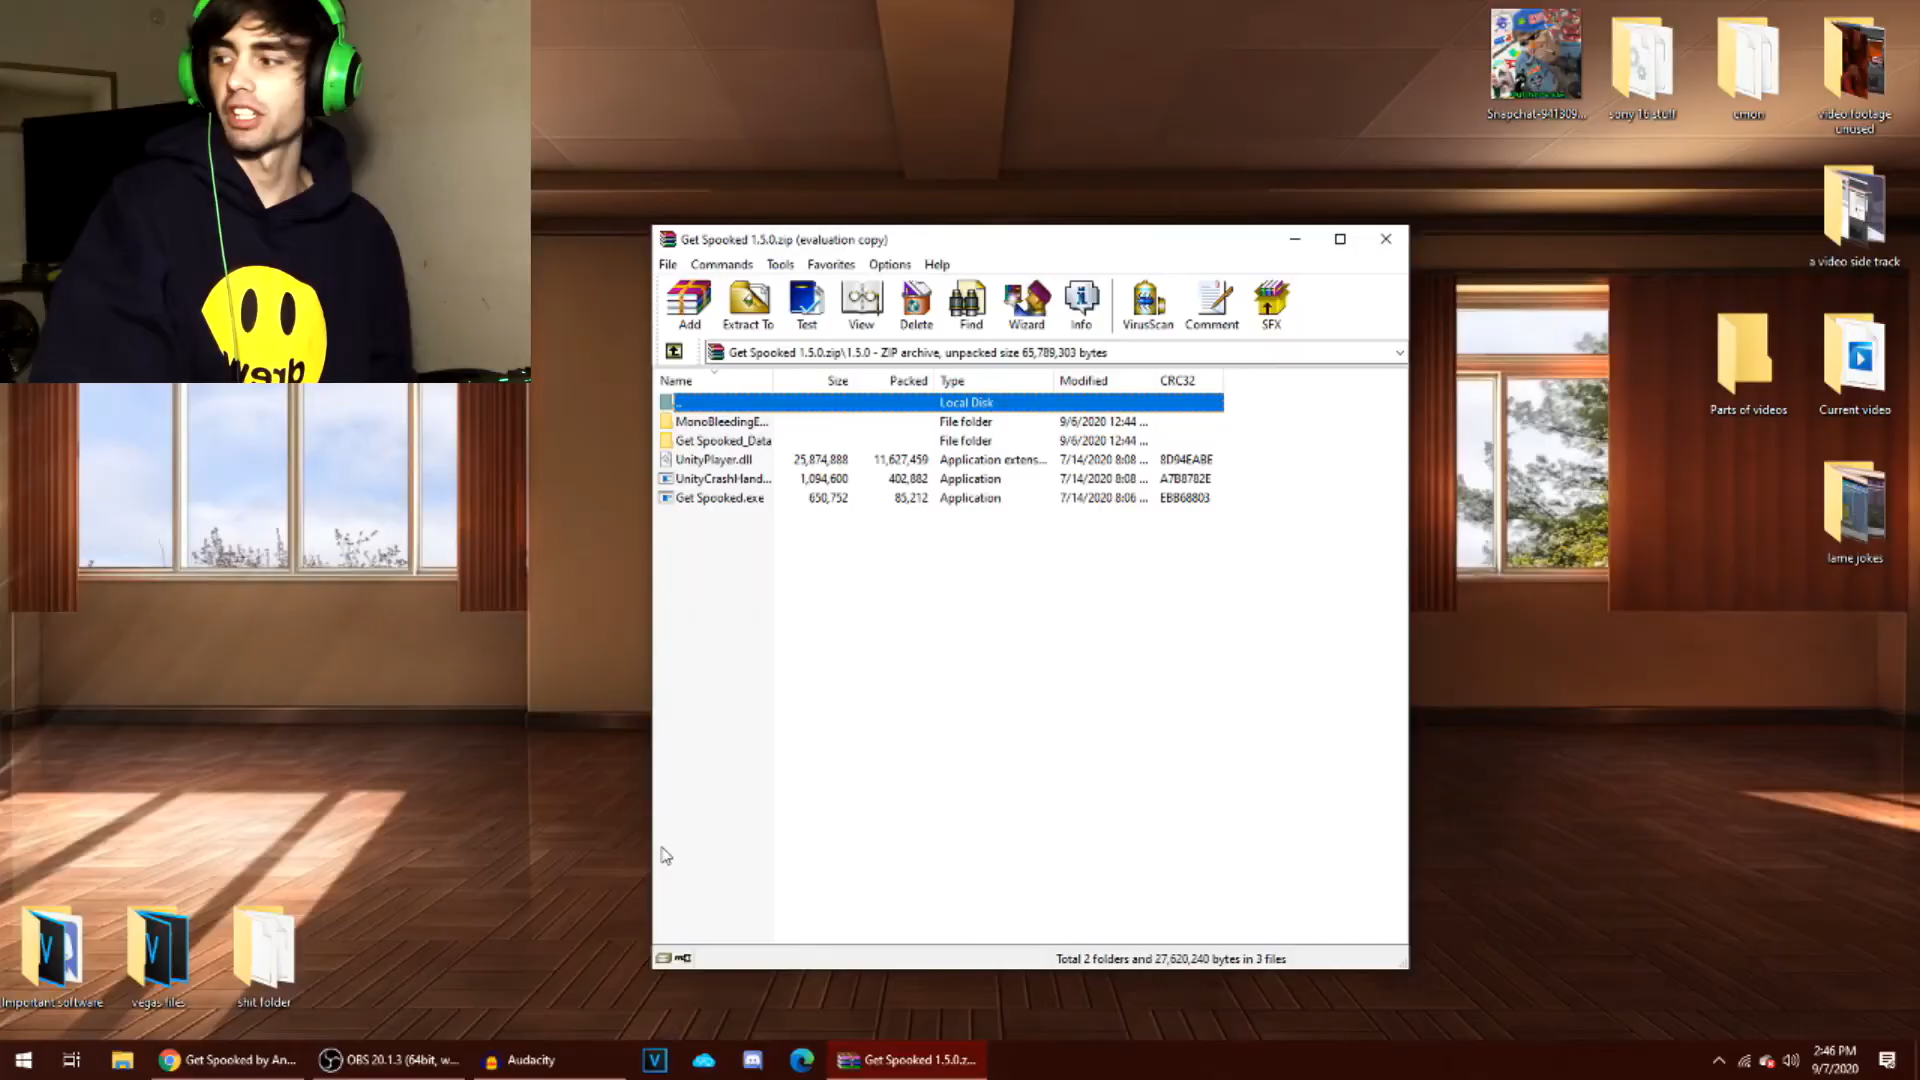 Snapchat-941309...
sony 16 stuff
cmon
video footage
unused
Get Spooked 1.5.0.zip (evaluation copy)
File Commands Tools Favorites Options Help
Add Extract To Test View Delete Find Wizard Info VirusScan Comment SFX
Get Spooked 1.5.0.zip\1.5.0 - ZIP archive, unpacked size 65,789,303 bytes
Name Size Packed Type Modified CRC32
.. Local Disk
MonoBleedingE... File folder 9/6/2020 12:44 ...
Get Spooked_Data File folder 9/6/2020 12:44 ...
UnityPlayer.dll 25,874,888 11,627,459 Application extens... 7/14/2020 8:08 ... 8D94EABE
UnityCrashHand... 1,094,600 402,882 Application 7/14/2020 8:08 ... A7B8782E
Get Spooked.exe 650,752 85,212 Application 7/14/2020 8:06 ... EBB68803
Total 2 folders and 27,620,240 bytes in 3 files
a video side track
Parts of videos
Current video
lame jokes
drew
Important software
vegas files
shit folder
Get Spooked by An...
OBS 20.1.3 (64bit, w...
Audacity
Get Spooked 1.5.0.z...
2:46 PM
9/7/2020